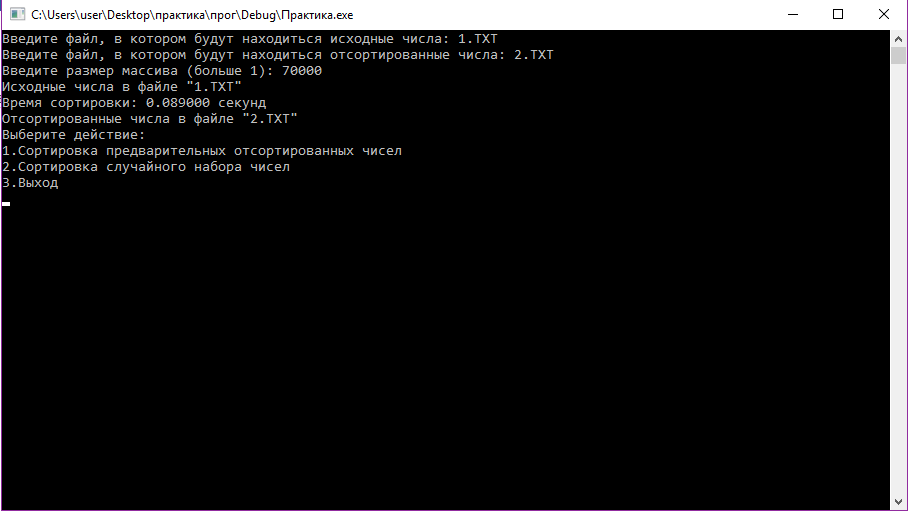 C:\Users\user\Desktop\практика\прог\Debug\Практика.exe
Введите файл, в котором будут находиться исходные числа: 1.TXT
Введите файл, в котором будут находиться отсортированные числа: 2.TXT
Введите размер массива (больше 1): 70000
Исходные числа в файле "1.TXT"
Время сортировки: 0.089000 секунд
Отсортированные числа в файле "2.TXT"
Выберите действие:
1.Сортировка предварительных отсортированных чисел
2.Сортировка случайного набора чисел
3.Выход